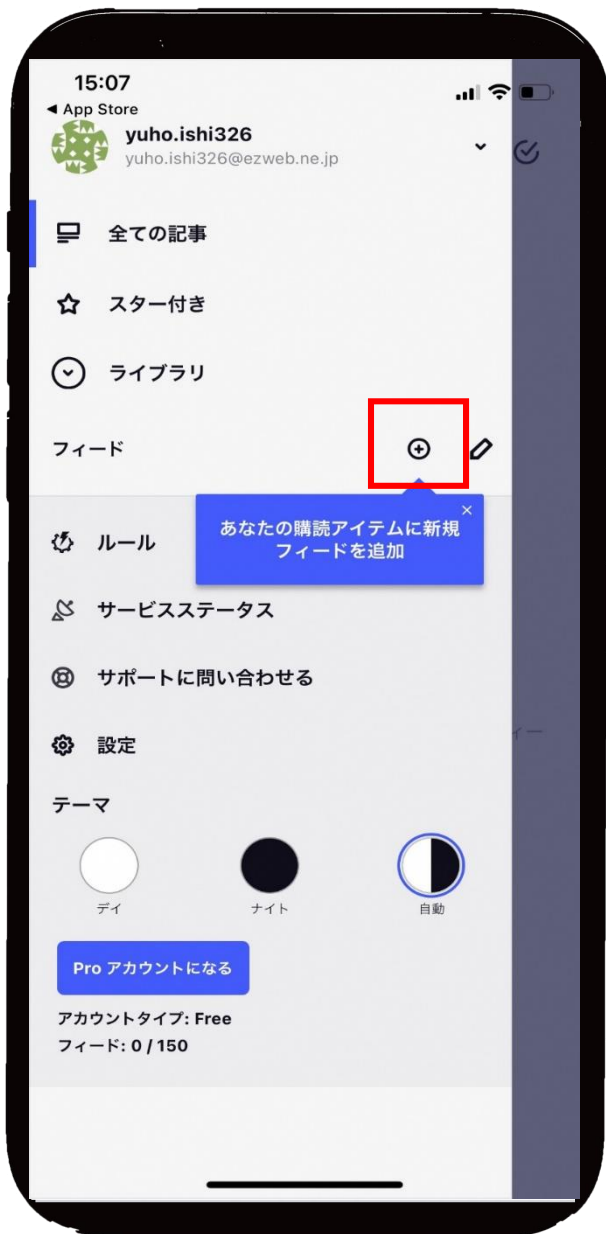 15:07
◀ App Store
yuho.ishi326
yuho.ishi326@ezweb.ne.jp
全ての記事
スター付き
ライブラリ
フィード
あなたの購読アイテムに新規
フィードを追加
ルール
サービスステータス
サポートに問い合わせる
設定
テーマ
デイ
ナイト
自動
Pro アカウントになる
アカウントタイプ: Free
フィード: 0 / 150